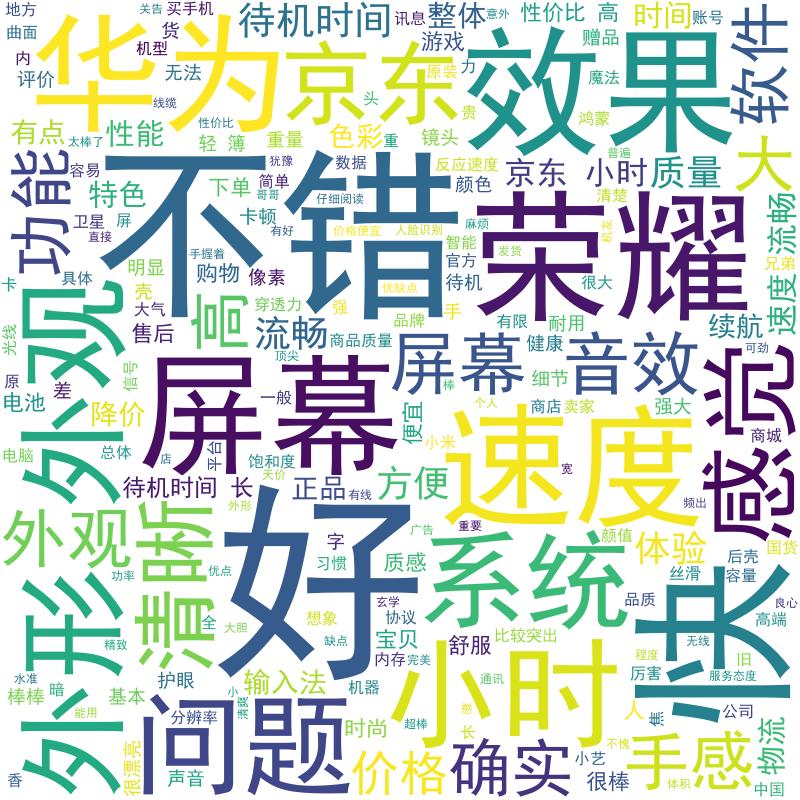 地方
关告
买手机
待机时间
讯息
整体
意外
性价比 高
时间
账号
曲面
华为
货
机型
京东
原装
游戏
力
效果
赠品
软件
内
评价
无法
线缆
头
贵
魔法
鸿蒙
有点
太棒了
性价比
性能
轻 薄
重量
色彩
重
镜头
普遍
大
功能
容易
不错
犹豫
数据
反应速度
颜色
京东
小时
质量
特色
下单
简单
哥哥
仔细阅读
荣耀
清楚
流畅
卫星
屏
直接
卡顿
有好
价格便宜
人脸识别
麻烦
智能
官方
发货
机友
兄弟
卡
具体
明显
购物
手握着
像素
优缺点
待机
很大
速度
外观
壳
大气
高
穿透力
强
品牌
手
有限
耐用
续航
光线
售后
流畅
商品质量
屏幕
健康
音效
可劲
感觉
原
差
信号
屏幕
顶尖
一般
棒
细节
电池
降价
便宜
个人
商店
卖家
强大
电脑
总体
店
平台
饱和度
天价
小米
速度
宽
商城
待机时间 长
正品
有线
方便
频出
外观
清晰
外形
好
字
广告
重要
系统
颜值
体验
后壳
国货
功率
优点
习惯
质感
丝滑
容量
外形
精致
全
大胆
想象
缺点
玄学
协议
宝贝
舒服
比较突出
品质
快
无线
高端
良心
水准
棒棒
暗
基本
护眼
输入法
内存
完美
机器
小时
通讯
程度
厉害
旧
服务态度
能用
问题
分辨率
小
清爽
时尚
超棒
憨
长
不愧
人
焦
公司
物流
香
很漂亮
声音
价格
确实
小艺
很棒
手感
体积
中国